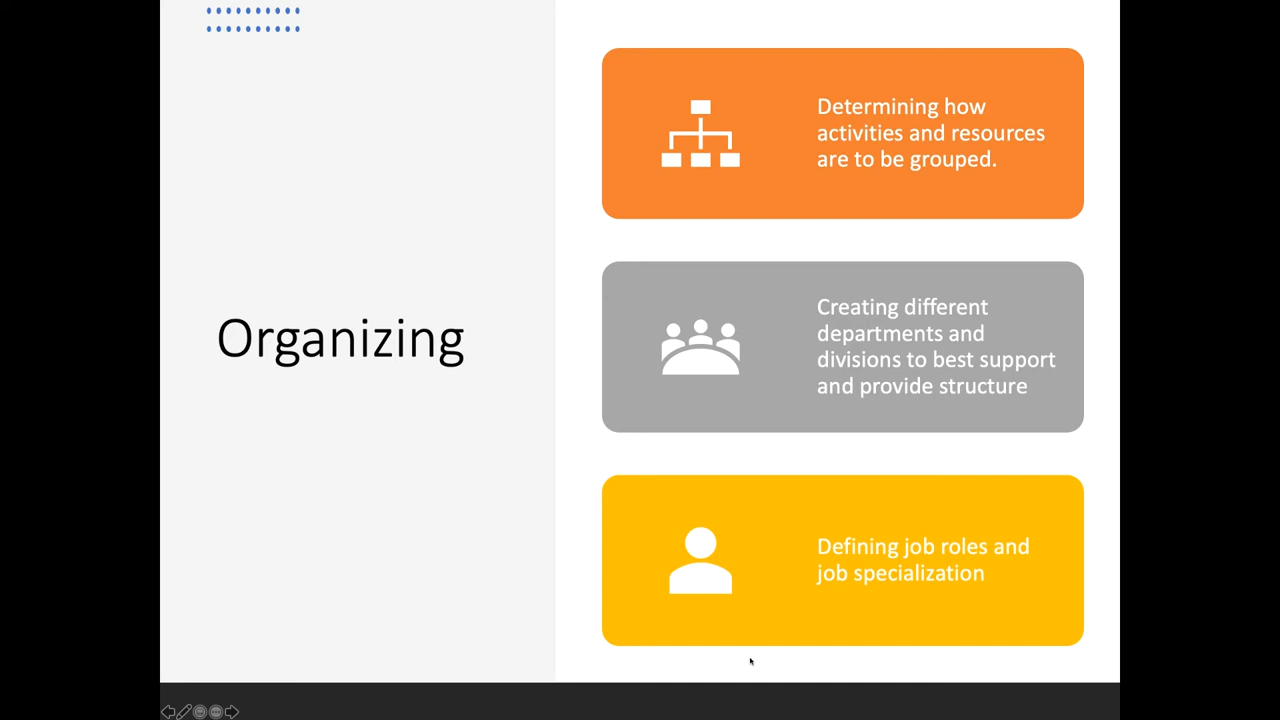 Organizing
Determining how
activities and resources
are to be grouped.
Creating different
departments and
divisions to best support
and provide structure
Defining job roles and
job specialization